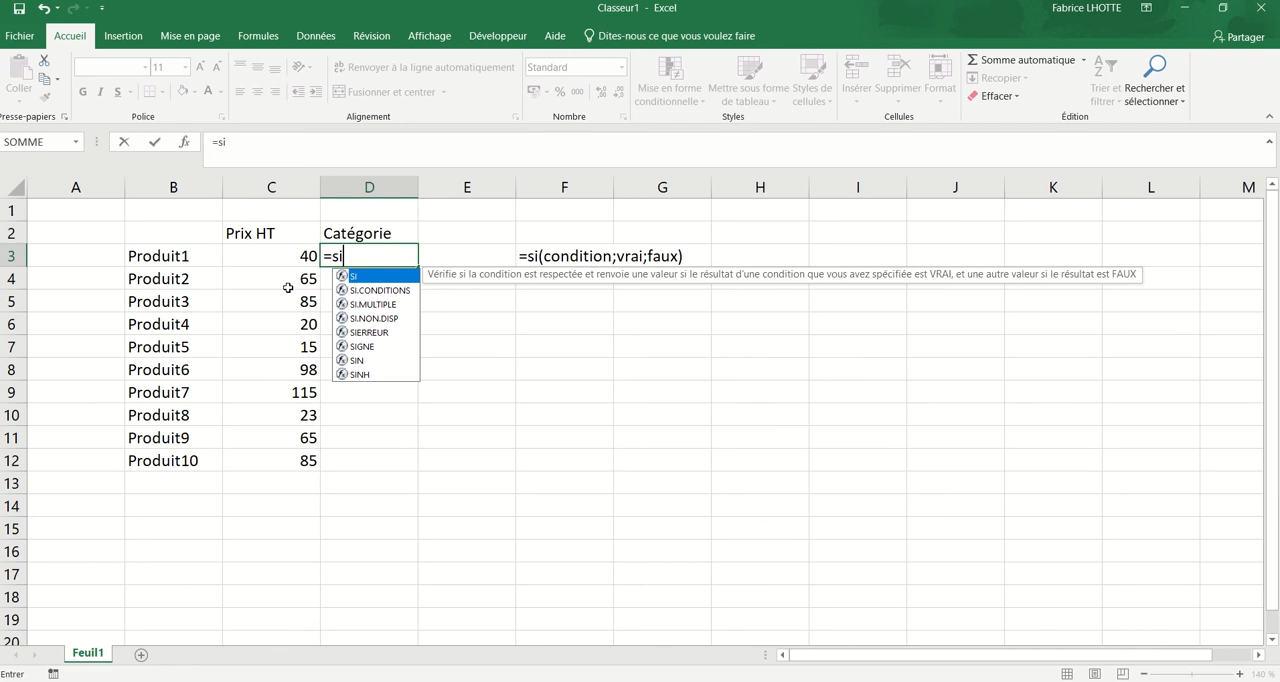 Classeur1 - Excel
Fabrice LHOTTE
Fichier Accueil Insertion Mise en page Formules Données Révision Affichage Développeur Aide Dites-nous ce que vous voulez faire
Partager
Coller
11
Renvoyer à la ligne automatiquement
Standard
G I S
Fusionner et centrer
% 000
Mise en forme conditionnelle
Mettre sous forme de tableau
Styles de cellules
Insérer Supprimer Format
Somme automatique
Recopier
Effacer
Trier et filtrer
Rechercher et sélectionner
Presse-papiers Police Alignement Nombre Styles Cellules Édition
SOMME fx =si
A B C D E F G H I J K L M
1
2 Prix HT Catégorie
3 Produit1 40 =si =si(condition;vrai;faux)
4 Produit2 65
5 Produit3 85
6 Produit4 20
7 Produit5 15
8 Produit6 98
9 Produit7 115
10 Produit8 23
11 Produit9 65
12 Produit10 85
13
14
15
16
17
18
19
20
SI
SI.CONDITIONS
SI.MULTIPLE
SI.NON.DISP
SIERREUR
SIGNE
SIN
SINH
Vérifie si la condition est respectée et renvoie une valeur si le résultat d'une condition que vous avez spécifiée est VRAI, et une autre valeur si le résultat est FAUX
Feuil1
Entrer
140 %